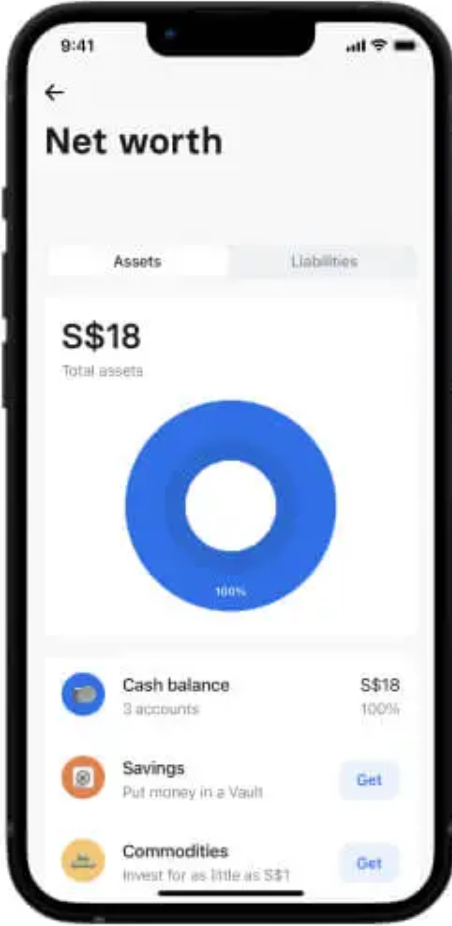 9:41
Net worth
Assets Liabilities
S$18
Total assets
100%
Cash balance S$18
3 accounts 100%
Savings
Put money in a Vault Get
Commodities
Invest for as little as S$1 Get